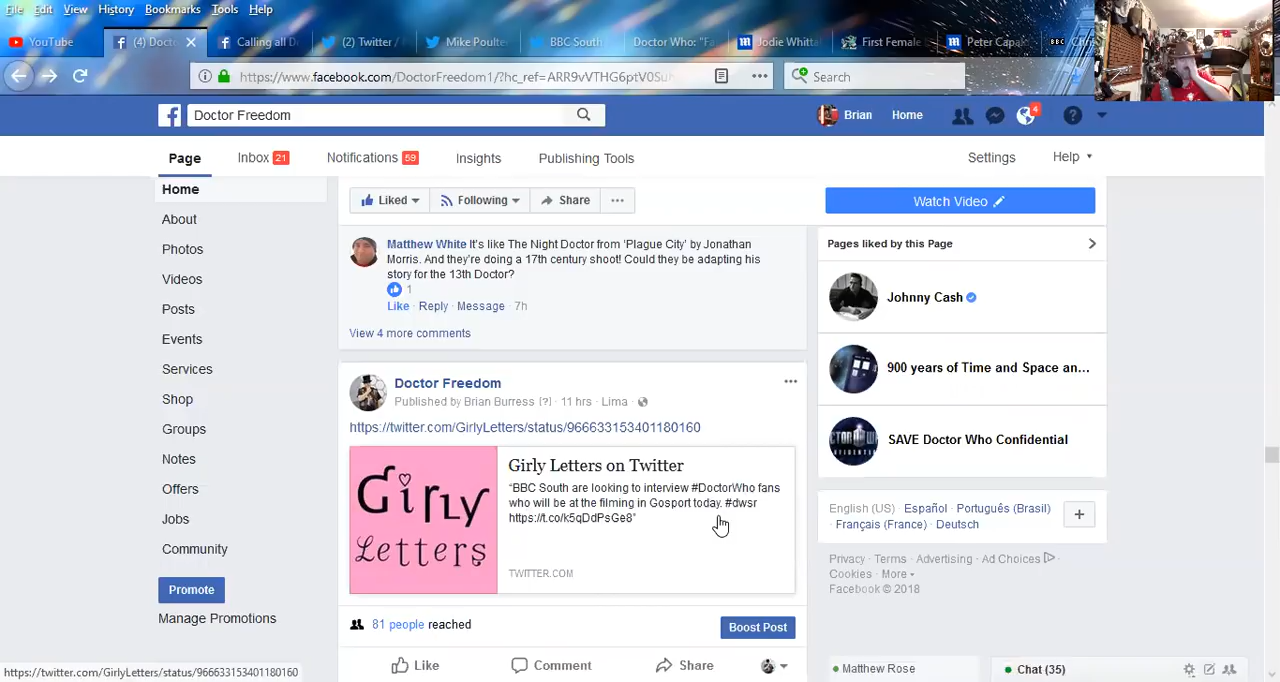 File Edit View History Bookmarks Tools Help
YouTube
(4) Docto
Calling all D
(2) Twitter /
Mike Poulte
BBC South
Doctor Who: "Fa
Jodie Whitta
First Female
Peter Capal
BBC Chri
https://www.facebook.com/DoctorFreedom1/?hc_ref=ARR9vVTHG6ptV0Su
Search
Doctor Freedom
Brian Home 4
Page Inbox 21 Notifications 59 Insights Publishing Tools Settings Help
Home
About
Photos
Videos
Posts
Events
Services
Shop
Groups
Notes
Offers
Jobs
Community
Promote
Manage Promotions
Liked Following Share
Matthew White It's like The Night Doctor from 'Plague City' by Jonathan
Morris. And they're doing a 17th century shoot! Could they be adapting his
story for the 13th Doctor?
1
Like · Reply · Message · 7h
View 4 more comments
Doctor Freedom
Published by Brian Burress [?] · 11 hrs · Lima ·
https://twitter.com/GirlyLetters/status/966633153401180160
Girly
Letters
Girly Letters on Twitter
“BBC South are looking to interview #DoctorWho fans
who will be at the filming in Gosport today. #dwsr
https://t.co/k5qDdPsGe8”
TWITTER.COM
81 people reached
Boost Post
Like Comment Share
Watch Video
Pages liked by this Page
Johnny Cash
900 years of Time and Space an...
SAVE Doctor Who Confidential
English (US) · Español · Português (Brasil) ·
Français (France) · Deutsch
Privacy · Terms · Advertising · Ad Choices ·
Cookies · More
Facebook © 2018
Matthew Rose
Chat (35)
https://twitter.com/GirlyLetters/status/966633153401180160